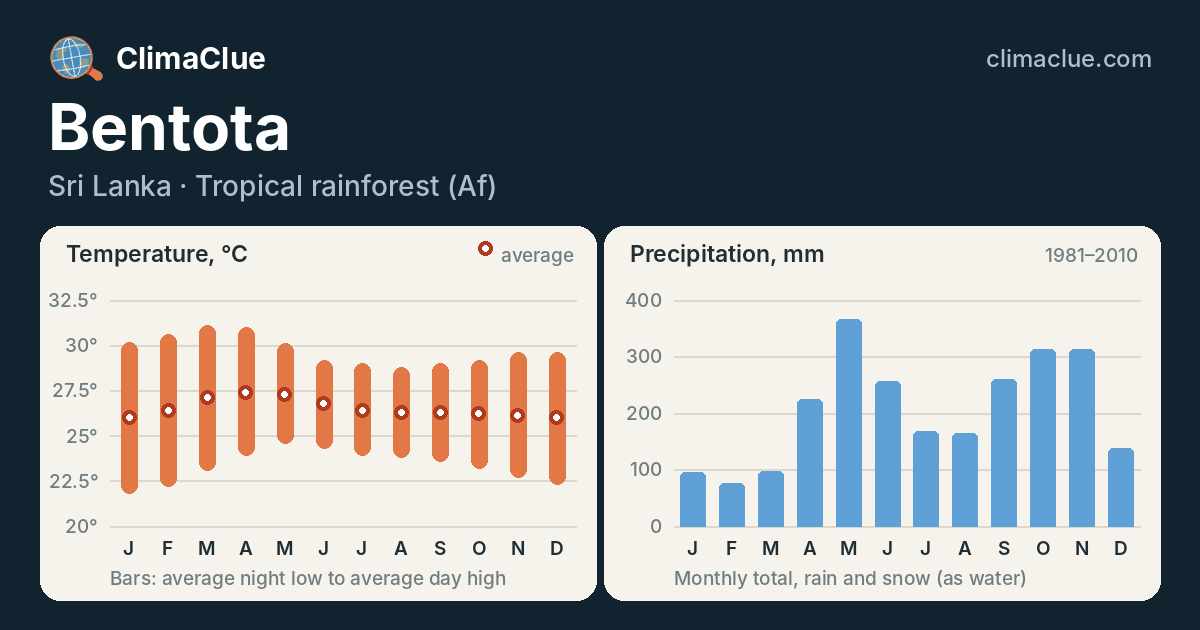 ClimaClue
climaclue.com
Bentota
Sri Lanka · Tropical rainforest (Af)
Temperature, °C
average
32.5°
30°
27.5°
25°
22.5°
20°
J F M A M J J A S O N D
Bars: average night low to average day high
Precipitation, mm
1981–2010
400
300
200
100
0
J F M A M J J A S O N D
Monthly total, rain and snow (as water)